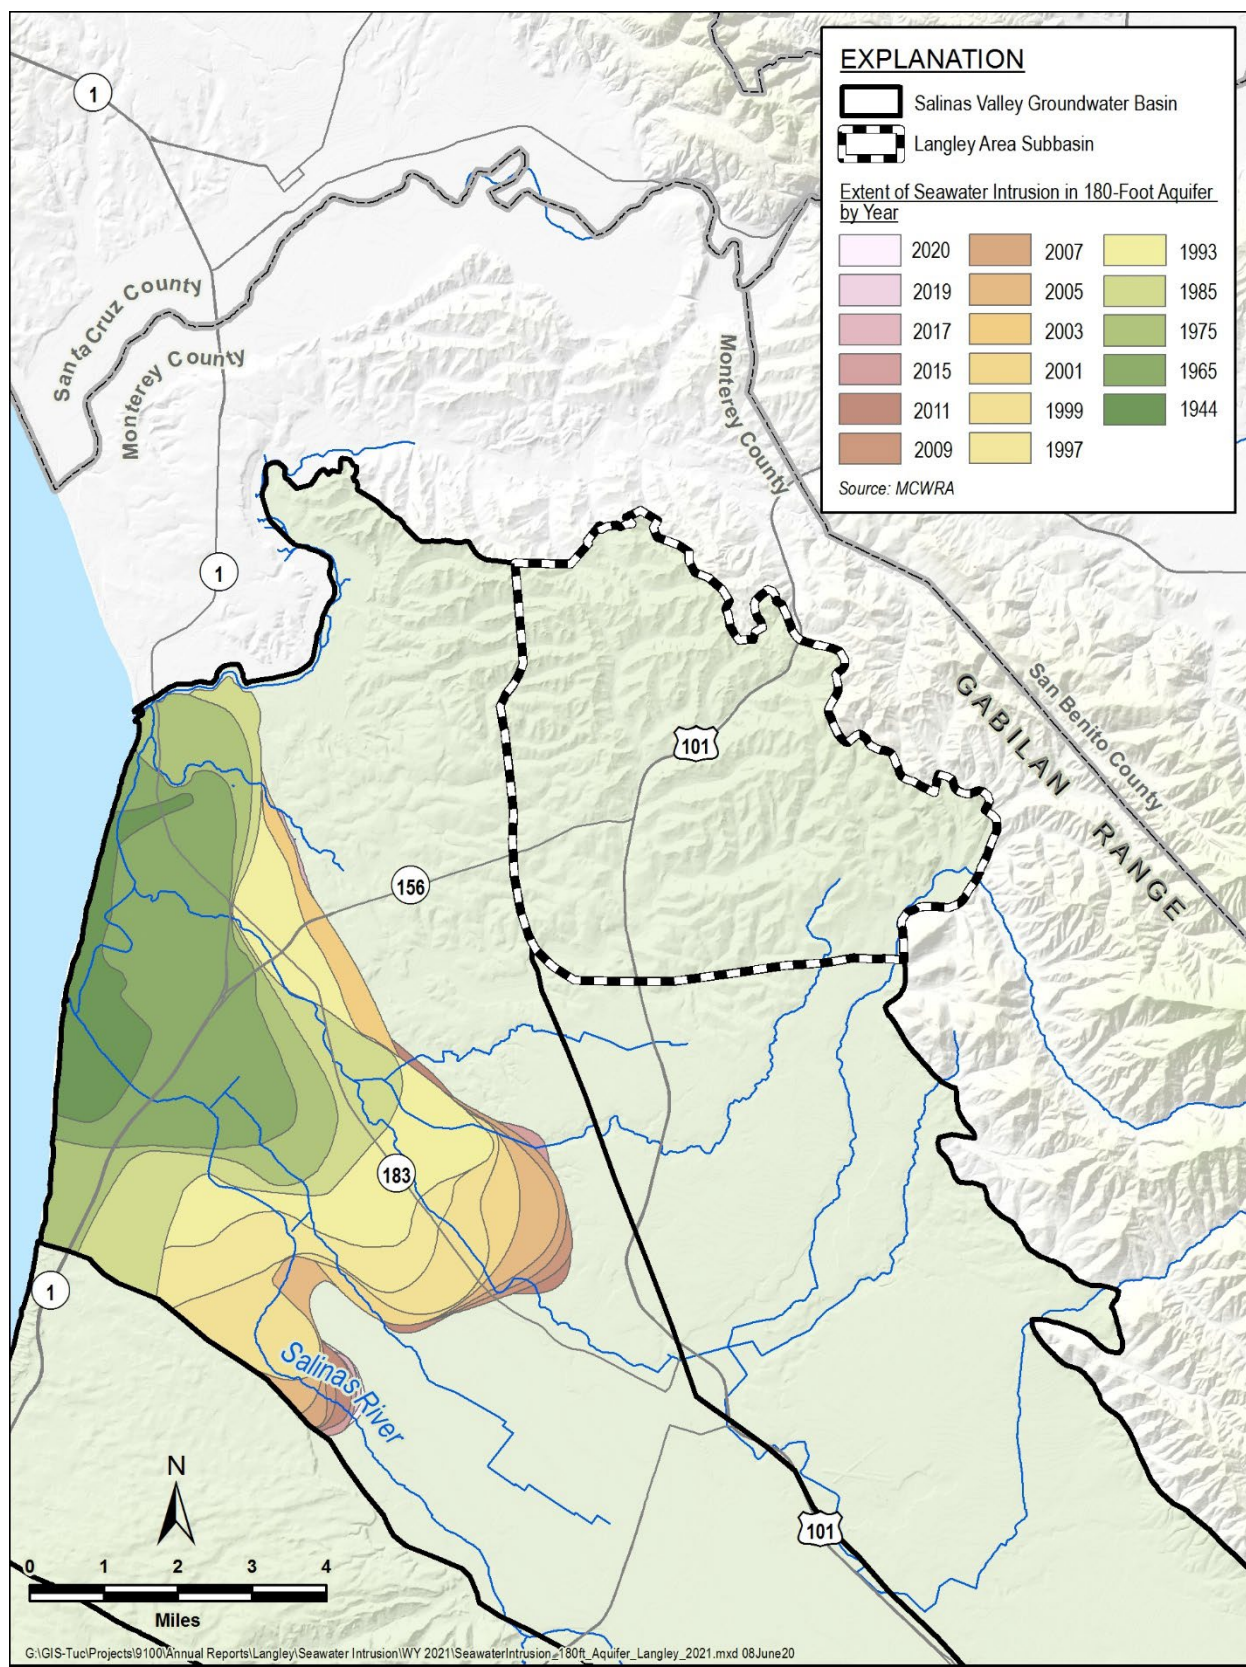 EXPLANATION
Salinas Valley Groundwater Basin
Langley Area Subbasin
Extent of Seawater Intrusion in 180-Foot Aquifer
by Year
2020 2007 1993
2019 2005 1985
2017 2003 1975
2015 2001 1965
2011 1999 1944
2009 1997
Source: MCWRA
1
Santa Cruz County
Monterey County
Monterey County
San Benito County
GABILAN RANGE
1
101
156
183
1
Salinas River
101
N
0 1 2 3 4
Miles
G:\GIS-Tuc\Projects\9100\Annual Reports\Langley\Seawater Intrusion\WY 2021\SeawaterIntrusion_180ft_Aquifer_Langley_2021.mxd 08June20